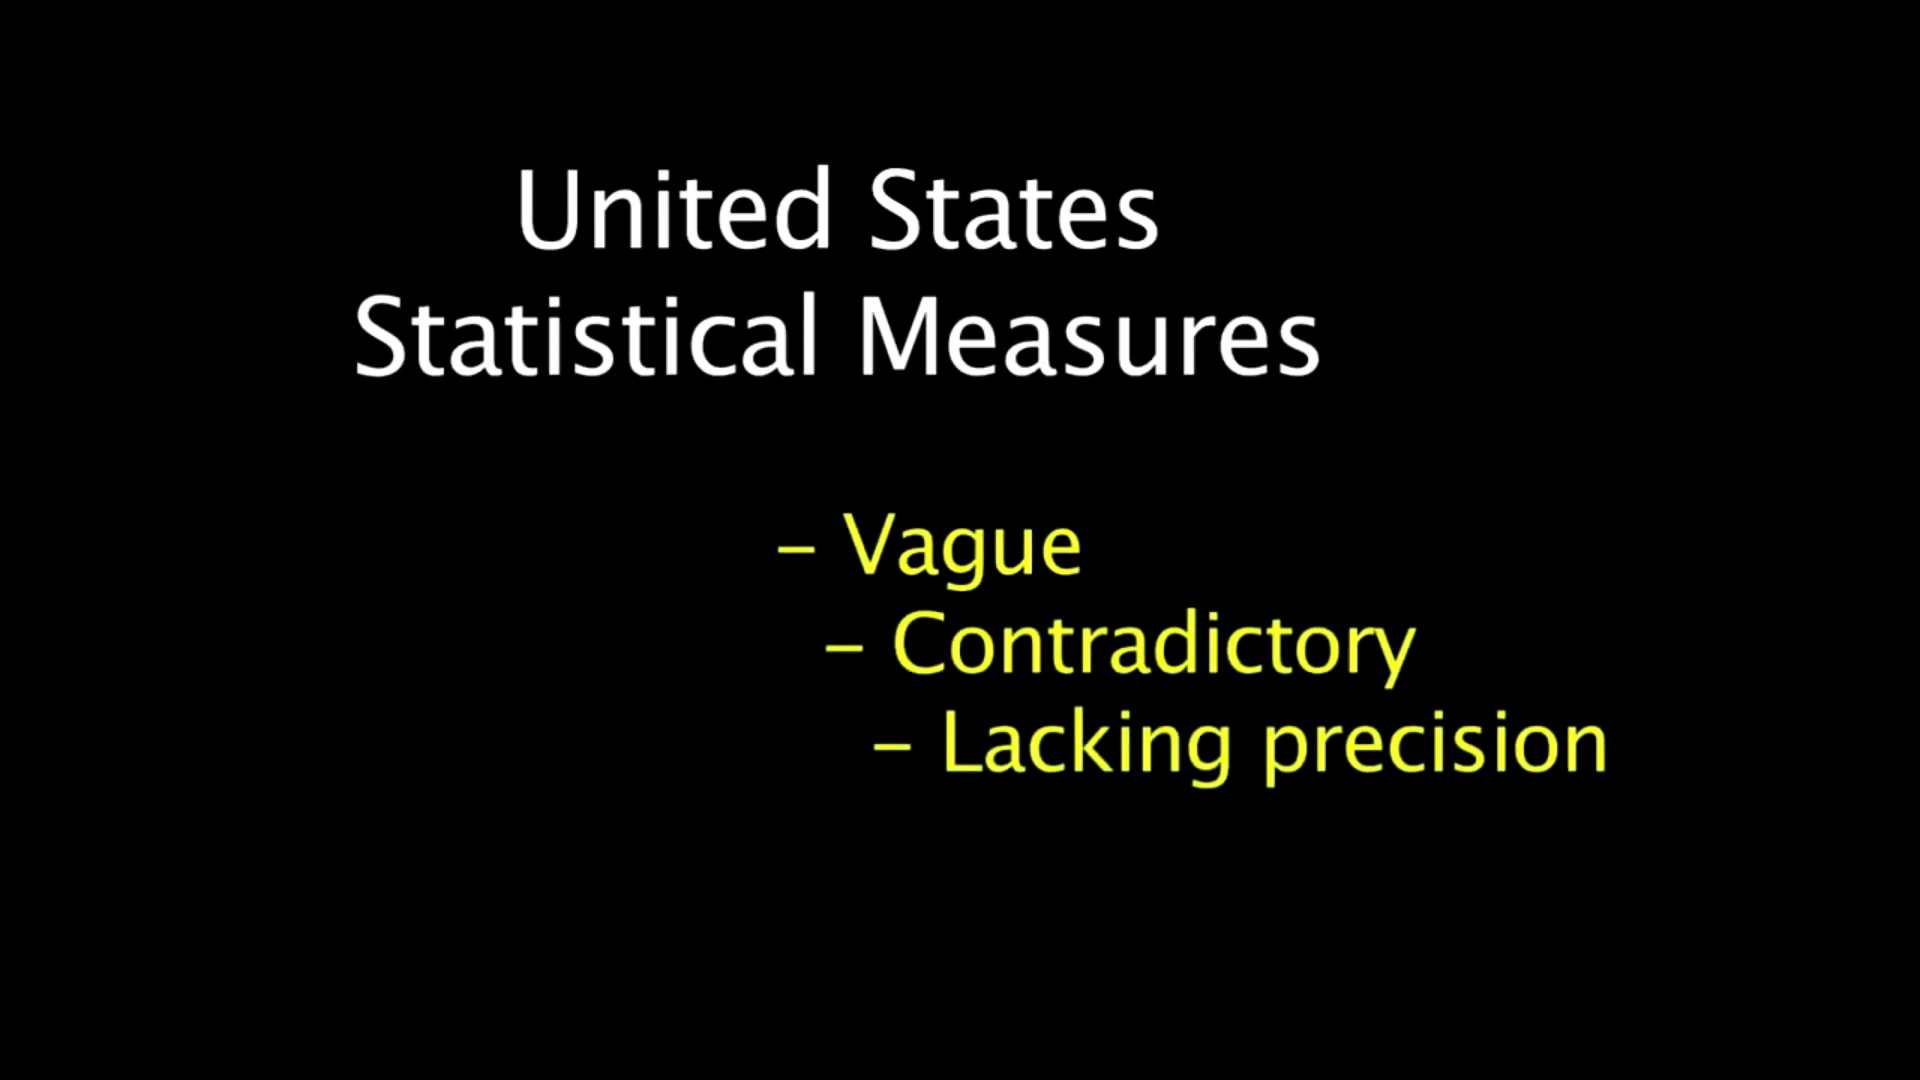 United States
Statistical Measures
– Vague
– Contradictory
– Lacking precision